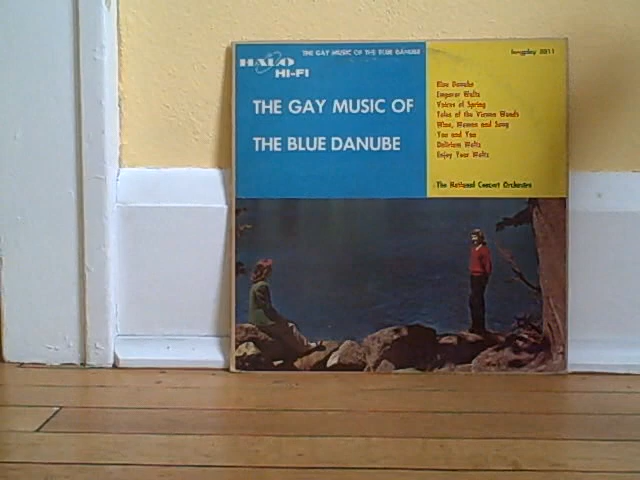 THE GAY MUSIC OF THE BLUE DANUBE
HALO
HI-FI
longplay 5011
THE GAY MUSIC OF
THE BLUE DANUBE
Blue Danube
Emperor Waltz
Voices of Spring
Tales of the Vienna Woods
Wine, Women and Song
You and You
Delirium Waltz
Enjoy Your Waltz
The National Concert Orchestra